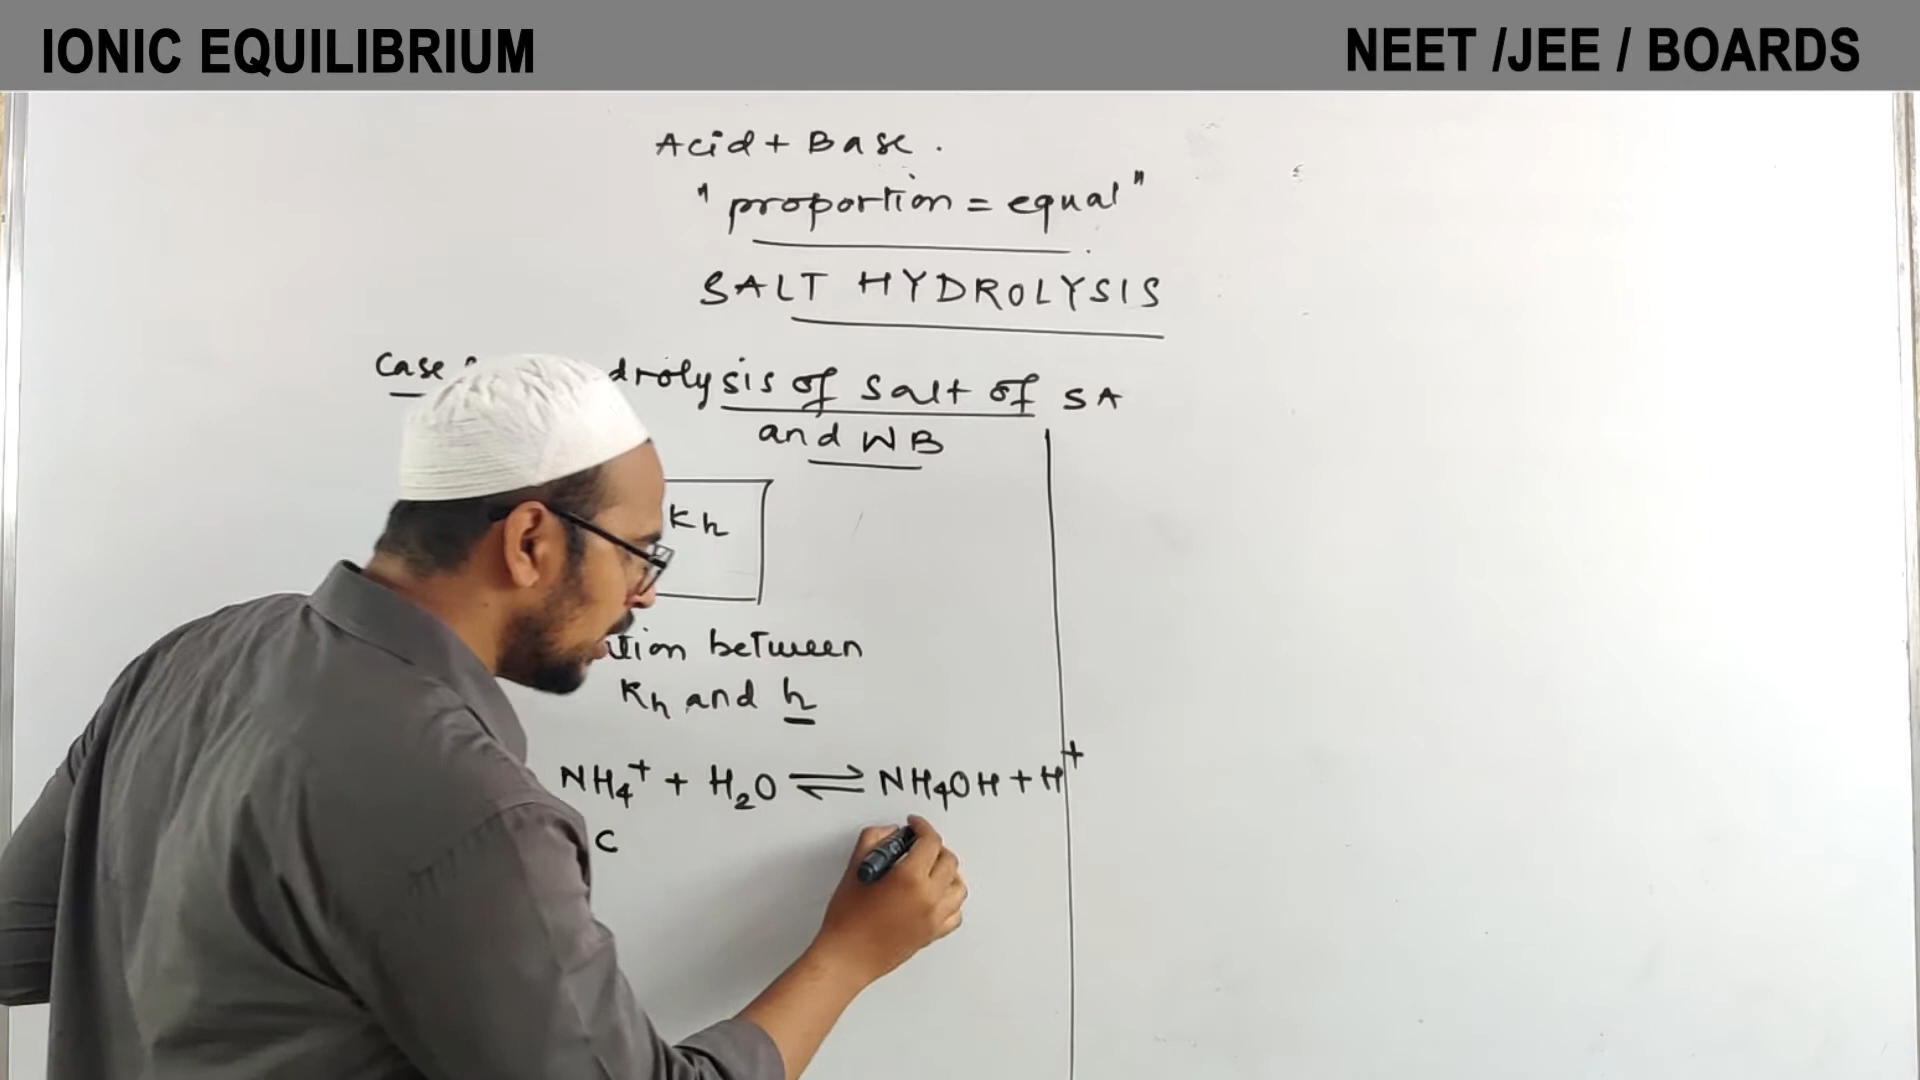 IONIC EQUILIBRIUM
NEET /JEE / BOARDS
Acid + Base .
" proportion = equal "
SALT HYDROLYSIS
Case
drolysis of Salt of SA
and WB
Kh
ution between
Kh and h
NH4+ + H2O ⇌ NH4OH + H+
C